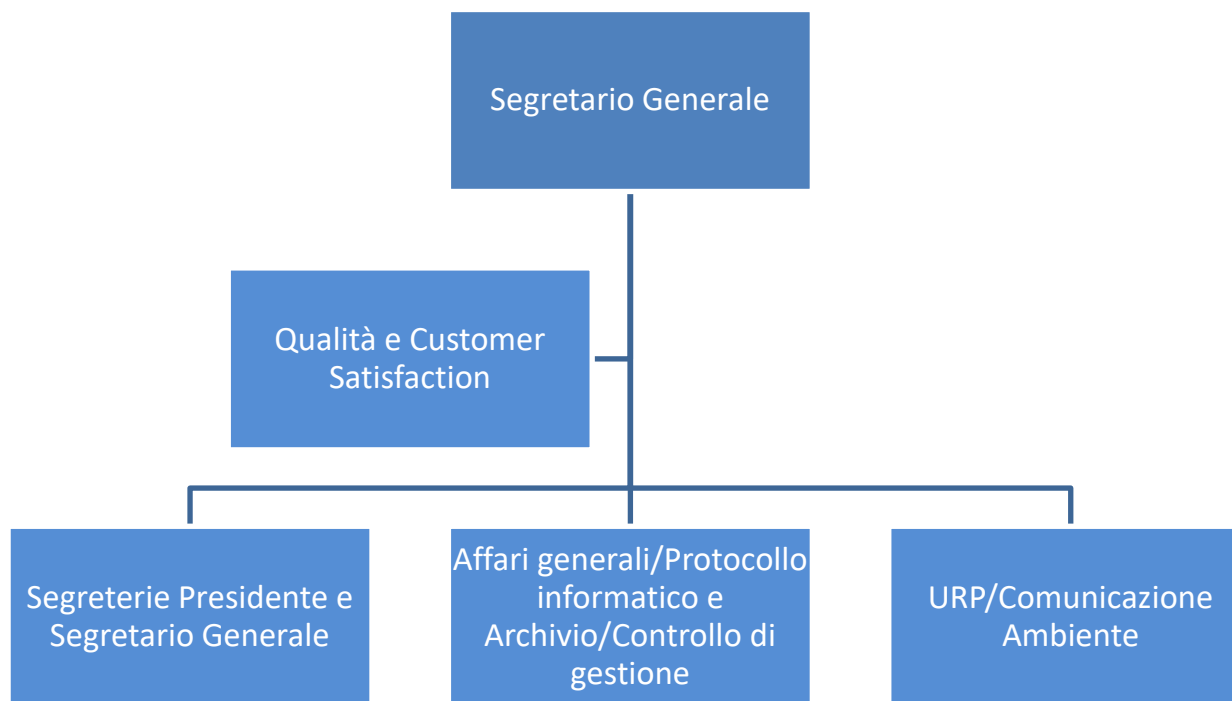 Segretario Generale
Qualità e Customer
Satisfaction
Segreterie Presidente e
Segretario Generale
Affari generali/Protocollo
informatico e
Archivio/Controllo di
gestione
URP/Comunicazione
Ambiente